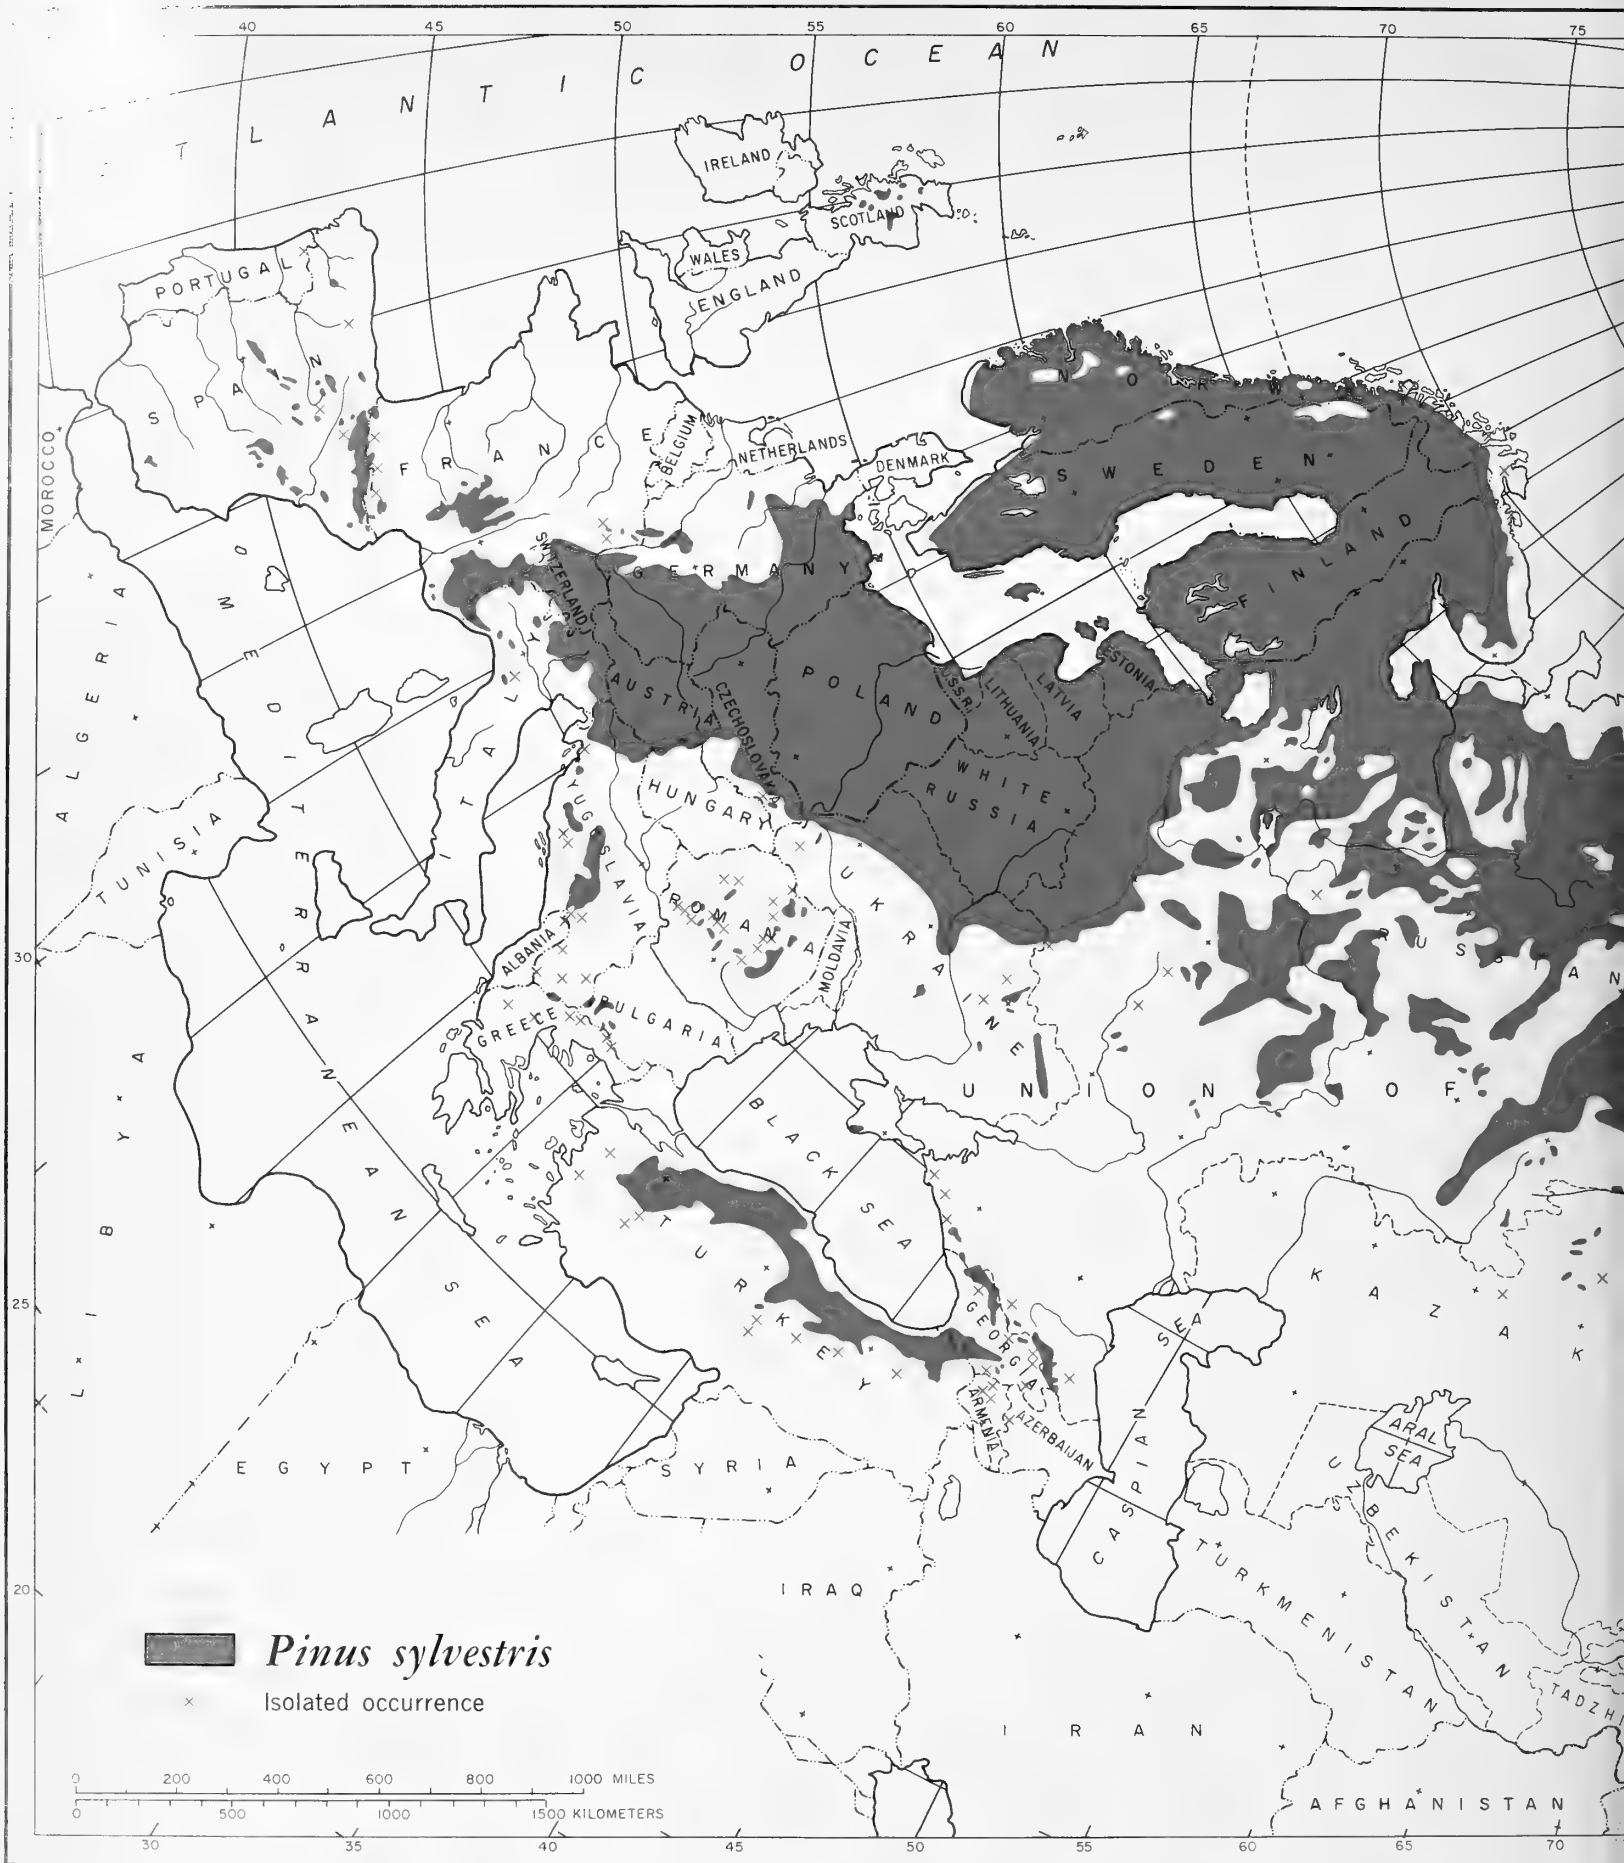 40 45 50 55 60 65 70 75
TLANTIC OCEAN
IRELAND
SCOTLAND
WALES
ENGLAND
PORTUGAL
SPAIN
NORWAY
MOROCCO
FRANCE
BELGIUM
NETHERLANDS
DENMARK
SWEDEN
FINLAND
SWITZERLAND
GERMANY
ALGERIA
MEDITERRANEAN SEA
ITALY
AUSTRIA
CZECHOSLOVAKIA
POLAND
U.S.S.R.
LITHUANIA
LATVIA
ESTONIA
WHITE
RUSSIA
HUNGARY
YUGOSLAVIA
TUNISIA
ROMANIA
UKRAINE
MOLDAVIA
RUSSIAN
ALBANIA
30
GREECE
BULGARIA
UNION OF
LIBYA
BLACK SEA
TURKEY
KAZAK
25
GEORGIA
ARMENIA
AZERBAIJAN
CASPIAN SEA
ARAL
SEA
EGYPT
SYRIA
UZBEKISTAN
TURKMENISTAN
20
IRAQ
Pinus sylvestris
× Isolated occurrence
TADZHI
IRAN
0 200 400 600 800 1000 MILES
0 500 1000 1500 KILOMETERS
AFGHANISTAN
30 35 40 45 50 55 60 65 70